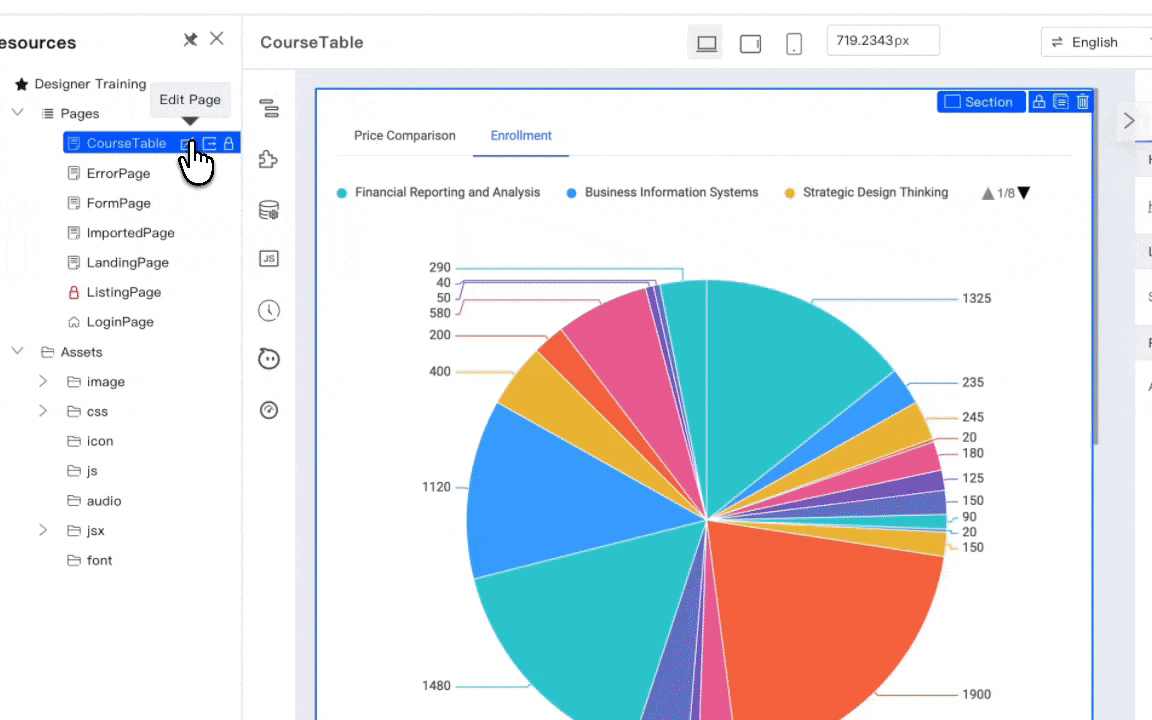 esources
Designer Training
Edit Page
Pages
CourseTable
ErrorPage
FormPage
ImportedPage
LandingPage
ListingPage
LoginPage
Assets
image
css
icon
js
audio
jsx
font
CourseTable
719.2343px
English
JS
Section
Price Comparison
Enrollment
Financial Reporting and Analysis
Business Information Systems
Strategic Design Thinking
1/8
290
40
50
580
200
400
1120
1480
1325
235
245
20
180
125
150
90
20
150
1900